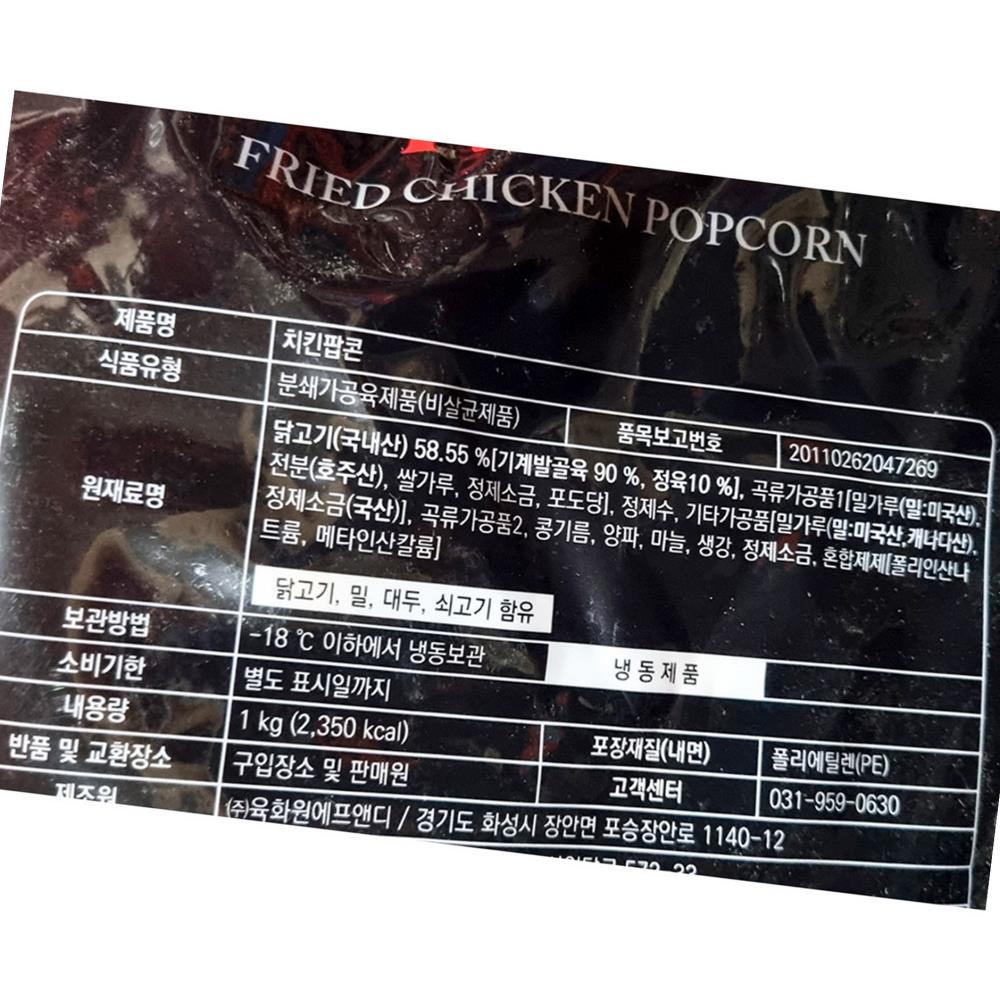 FRIED CHICKEN POPCORN
제품명 치킨팝콘
식품유형 분쇄가공육제품(비살균제품) 품목보고번호 20110262047269
원재료명 닭고기(국내산) 58.55 %[기계발골육 90 %, 정육10 %], 곡류가공품1[밀가루(밀:미국산),
전분(호주산), 쌀가루, 정제소금, 포도당], 정제수, 기타가공품[밀가루(밀:미국산,캐나다산),
정제소금(국산)], 곡류가공품2, 콩기름, 양파, 마늘, 생강, 정제소금, 혼합제제[폴리인산나
트륨, 메타인산칼륨]
닭고기, 밀, 대두, 쇠고기 함유
보관방법 -18 ℃ 이하에서 냉동보관 냉동제품
소비기한 별도 표시일까지
내용량 1 kg (2,350 kcal) 포장재질(내면) 폴리에틸렌(PE)
반품 및 교환장소 구입장소 및 판매원 고객센터 031-959-0630
제조원 ㈜육화원에프앤디 / 경기도 화성시 장안면 포승장안로 1140-12